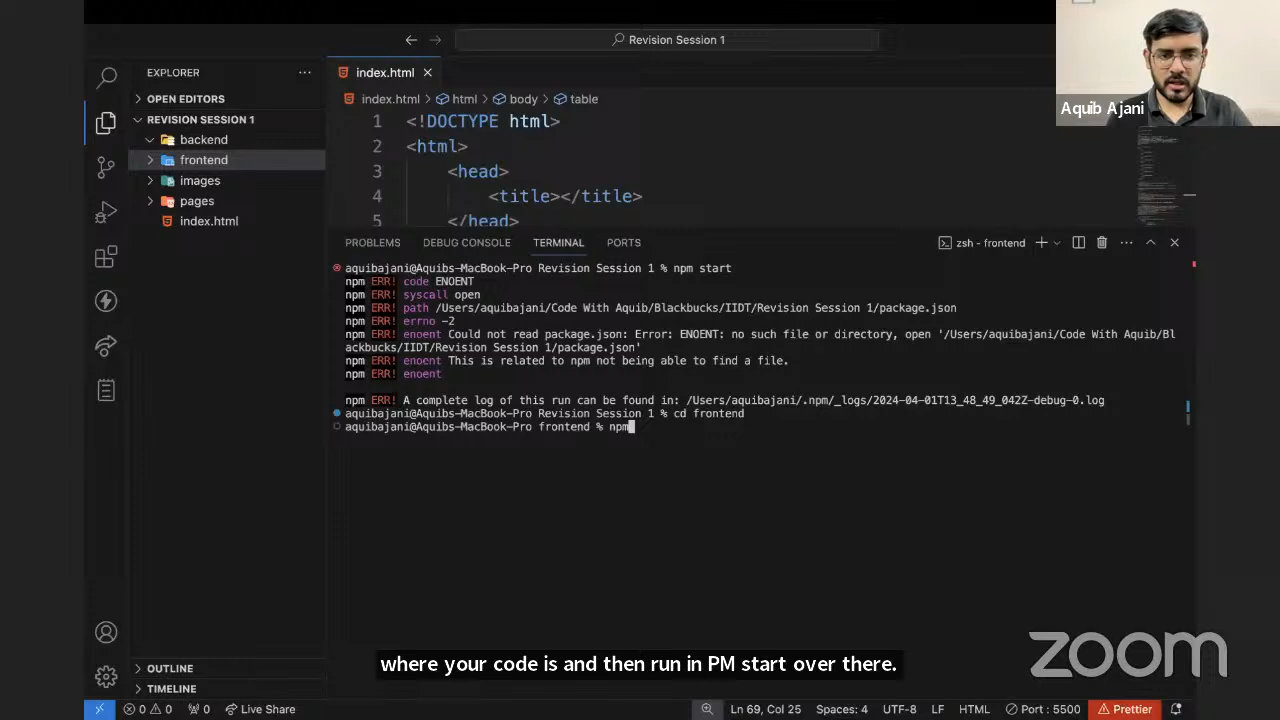 Revision Session 1
Aquib Ajani
EXPLORER
OPEN EDITORS
REVISION SESSION 1
backend
frontend
images
pages
index.html
index.html
index.html > html > body > table
1 <!DOCTYPE html>
2 <html>
3 <head>
4 <title></title>
5 </head>
PROBLEMS DEBUG CONSOLE TERMINAL PORTS
zsh - frontend
aquibajani@Aquibs-MacBook-Pro Revision Session 1 % npm start
npm ERR! code ENOENT
npm ERR! syscall open
npm ERR! path /Users/aquibajani/Code With Aquib/Blackbucks/IIDT/Revision Session 1/package.json
npm ERR! errno -2
npm ERR! enoent Could not read package.json: Error: ENOENT: no such file or directory, open '/Users/aquibajani/Code With Aquib/Bl
ackbucks/IIDT/Revision Session 1/package.json'
npm ERR! enoent This is related to npm not being able to find a file.
npm ERR! enoent
npm ERR! A complete log of this run can be found in: /Users/aquibajani/.npm/_logs/2024-04-01T13_48_49_042Z-debug-0.log
aquibajani@Aquibs-MacBook-Pro Revision Session 1 % cd frontend
aquibajani@Aquibs-MacBook-Pro frontend % npm
where your code is and then run in PM start over there.
zoom
OUTLINE
TIMELINE
0 0 0 Live Share
Ln 69, Col 25 Spaces: 4 UTF-8 LF HTML Port : 5500 Prettier